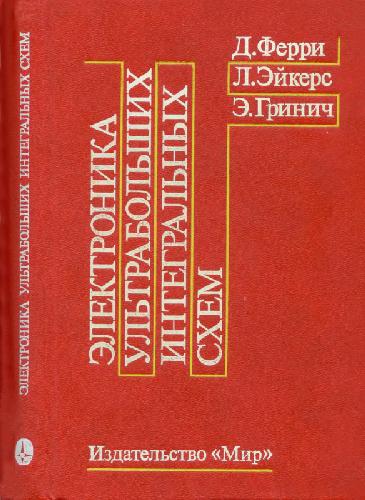 ЭЛЕКТРОНИКА УЛЬТРАБОЛЬШИХ ИНТЕГРАЛЬНЫХ СХЕМ
Д.Ферри
Л.Эйкерс
Э.Гринич
ЭЛЕКТРОНИКА
УЛЬТРАБОЛЬШИХ
ИНТЕГРАЛЬНЫХ
СХЕМ
Издательство «Мир»